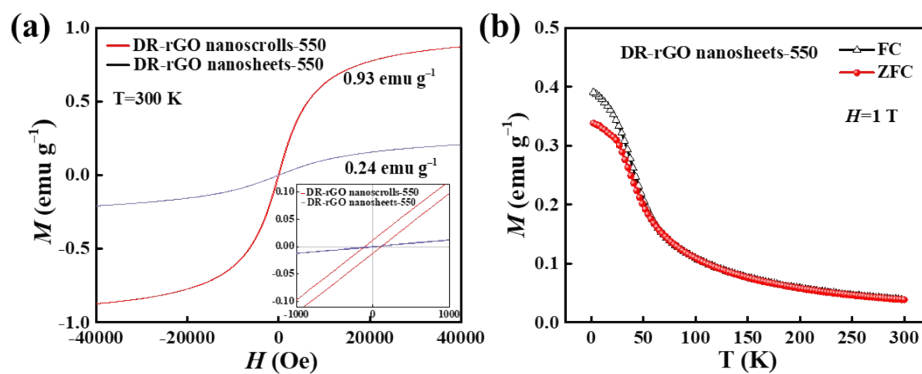 (a)
1.0
0.5
0.0
-0.5
-1.0
M (emu g⁻¹)
DR-rGO nanoscrolls-550
DR-rGO nanosheets-550
T=300 K
0.93 emu g⁻¹
0.24 emu g⁻¹
0.10
0.05
0.00
-0.05
-0.10
DR-rGO nanoscrolls-550
DR-rGO nanosheets-550
-1000 0 1000
-40000 -20000 0 20000 40000
H (Oe)
(b)
0.5
0.4
0.3
0.2
0.1
0.0
M (emu g⁻¹)
DR-rGO nanosheets-550
FC
ZFC
H=1 T
0 50 100 150 200 250 300
T (K)